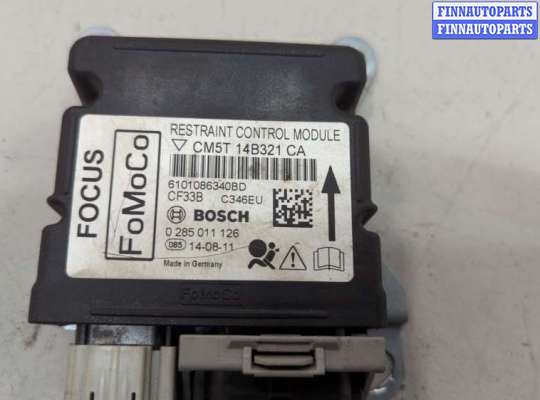 FINNAUTOPARTS
FINNAUTOPARTS
FOCUS
FoMoCo
RESTRAINT CONTROL MODULE
CM5T 14B321 CA
6101086340BD
CF33B C346EU
BOSCH
0 285 011 126
085 14-08-11
Made in Germany
FoMoCo